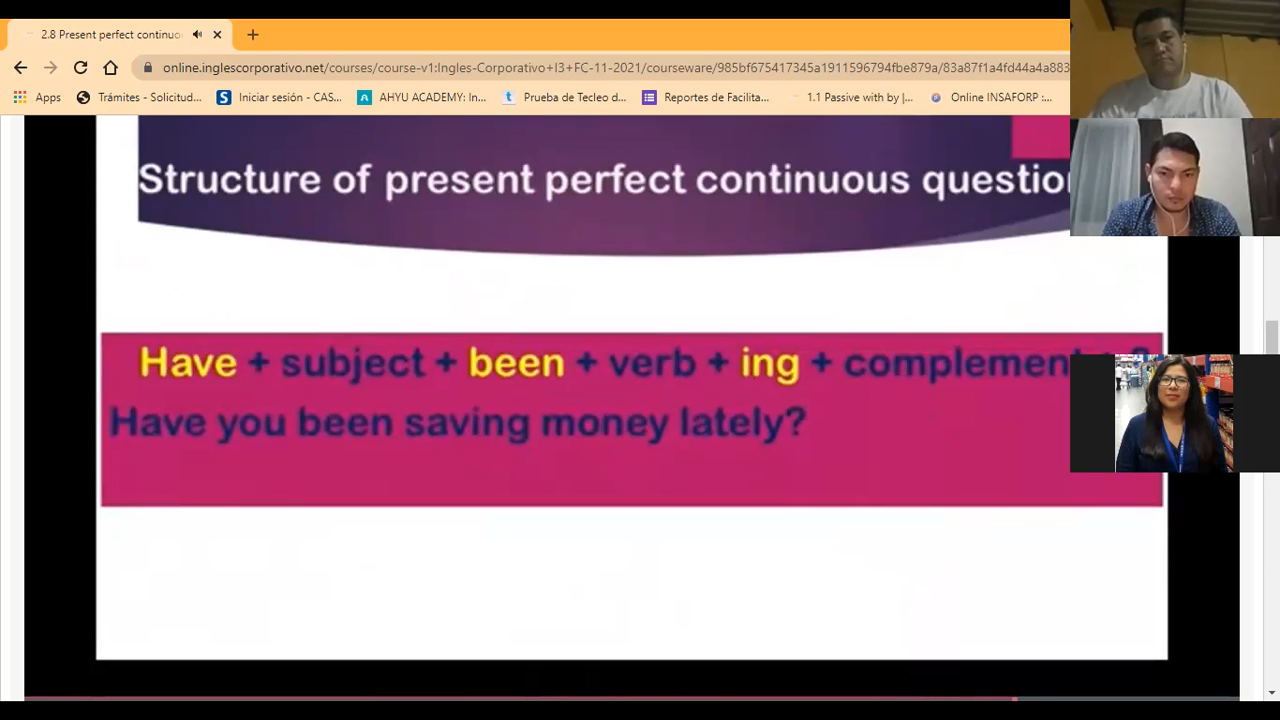 2.8 Present perfect continuo
online.inglescorporativo.net/courses/course-v1:Ingles-Corporativo+I3+FC-11-2021/courseware/985bf675417345a1911596794fbe879a/83a87f1a4fd44a4a883
Apps Trámites - Solicitud... Iniciar sesión - CAS... AHYU ACADEMY: In... Prueba de Tecleo d... Reportes de Facilita... 1.1 Passive with by |... Online INSAFORP :...
Structure of present perfect continuous question
Have + subject + been + verb + ing + complement
Have you been saving money lately?